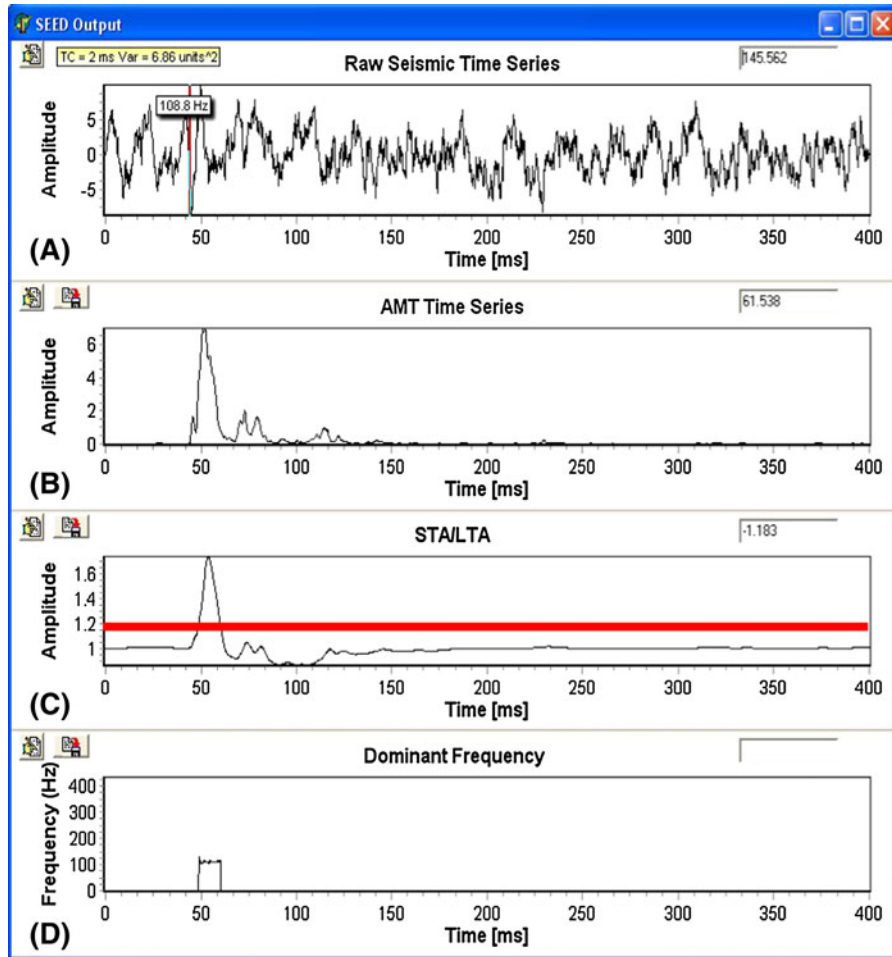 SEED Output
TC = 2 ms Var = 6.86 units^2
Raw Seismic Time Series
145.562
108.8 Hz
Amplitude
5
0
-5
0 50 100 150 200 250 300 350 400
Time [ms]
(A)
AMT Time Series
61.538
Amplitude
6
4
2
0
0 50 100 150 200 250 300 350 400
Time [ms]
(B)
STA/LTA
-1.183
Amplitude
1.6
1.4
1.2
1
0 50 100 150 200 250 300 350 400
Time [ms]
(C)
Dominant Frequency
Frequency (Hz)
400
300
200
100
0
0 50 100 150 200 250 300 350 400
Time [ms]
(D)